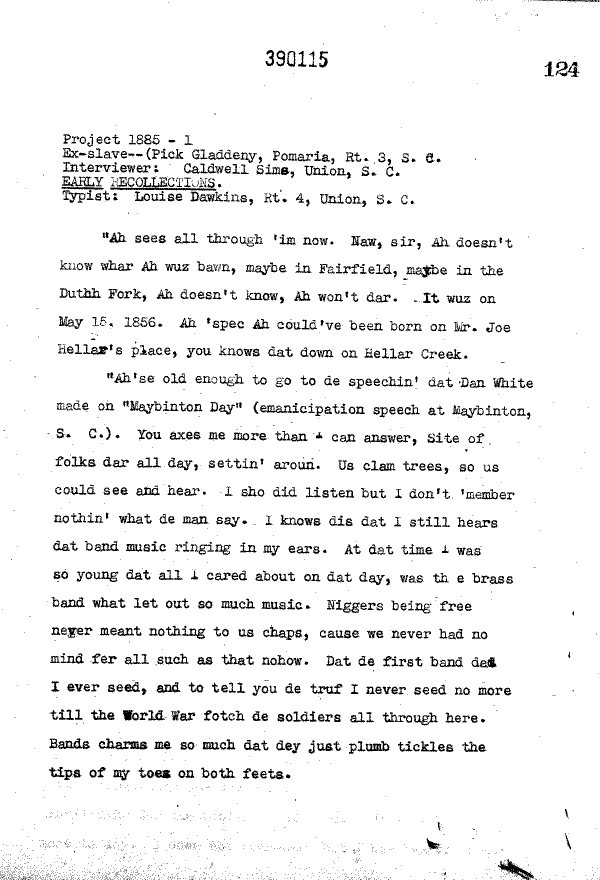 390115
124
Project 1885 - 1
Ex-slave--(Pick Gladdeny, Pomaria, Rt. 3, S. C.
Interviewer: Caldwell Sims, Union, S. C.
EARLY RECOLLECTIONS.
Typist: Louise Dawkins, Rt. 4, Union, S. C.
"Ah sees all through 'im now. Naw, sir, Ah doesn't
know whar Ah wuz bawn, maybe in Fairfield, maybe in the
Duthh Fork, Ah doesn't know, Ah won't dar. It wuz on
May 15, 1856. Ah 'spec Ah could've been born on Mr. Joe
Hellar's place, you knows dat down on Hellar Creek.
"Ah'se old enough to go to de speechin' dat Dan White
made on "Maybinton Day" (emanicipation speech at Maybinton,
S. C.). You axes me more than I can answer, Site of
folks dar all day, settin' aroun. Us clam trees, so us
could see and hear. I sho did listen but I don't 'member
nothin' what de man say. I knows dis dat I still hears
dat band music ringing in my ears. At dat time I was
so young dat all I cared about on dat day, was th e brass
band what let out so much music. Niggers being free
never meant nothing to us chaps, cause we never had no
mind fer all such as that nohow. Dat de first band dat
I ever seed, and to tell you de truf I never seed no more
till the World War fotch de soldiers all through here.
Bands charms me so much dat dey just plumb tickles the
tips of my toes on both feets.